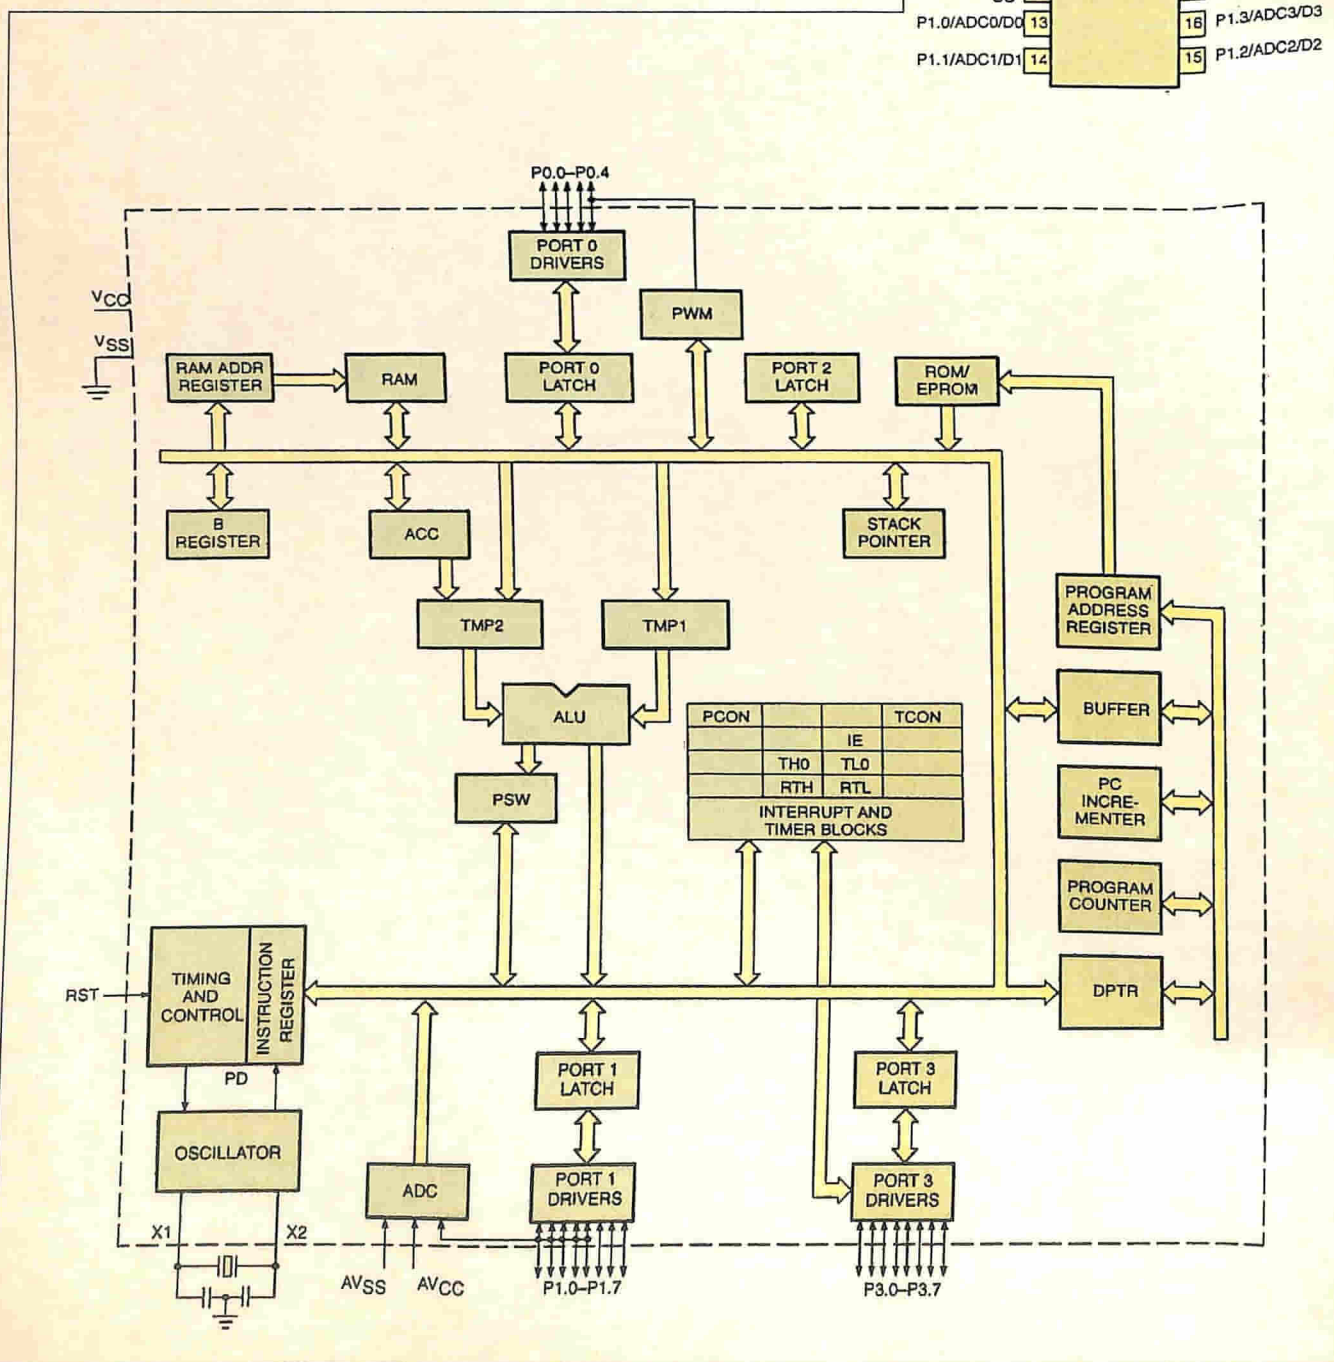 P1.0/ADC0/D0 13
16 P1.3/ADC3/D3
P1.1/ADC1/D1 14
15 P1.2/ADC2/D2
P0.0–P0.4
PORT 0
DRIVERS
VCC
PWM
VSS
RAM ADDR
REGISTER
RAM
PORT 0
LATCH
PORT 2
LATCH
ROM/
EPROM
B
REGISTER
ACC
STACK
POINTER
TMP2
TMP1
PROGRAM
ADDRESS
REGISTER
ALU
PCON TCON
IE
TH0 TL0
RTH RTL
INTERRUPT AND
TIMER BLOCKS
BUFFER
PSW
PC
INCRE-
MENTER
PROGRAM
COUNTER
RST
TIMING
AND
CONTROL
INSTRUCTION
REGISTER
DPTR
PD
PORT 1
LATCH
PORT 3
LATCH
OSCILLATOR
ADC
PORT 1
DRIVERS
PORT 3
DRIVERS
X1 X2
AVSS AVCC
P1.0–P1.7
P3.0–P3.7